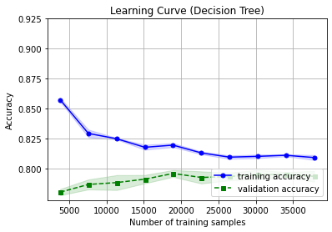 Learning Curve (Decision Tree)
0.925
0.900
0.875
0.850
0.825
0.800
Accuracy
training accuracy
validation accuracy
5000 10000 15000 20000 25000 30000 35000
Number of training samples